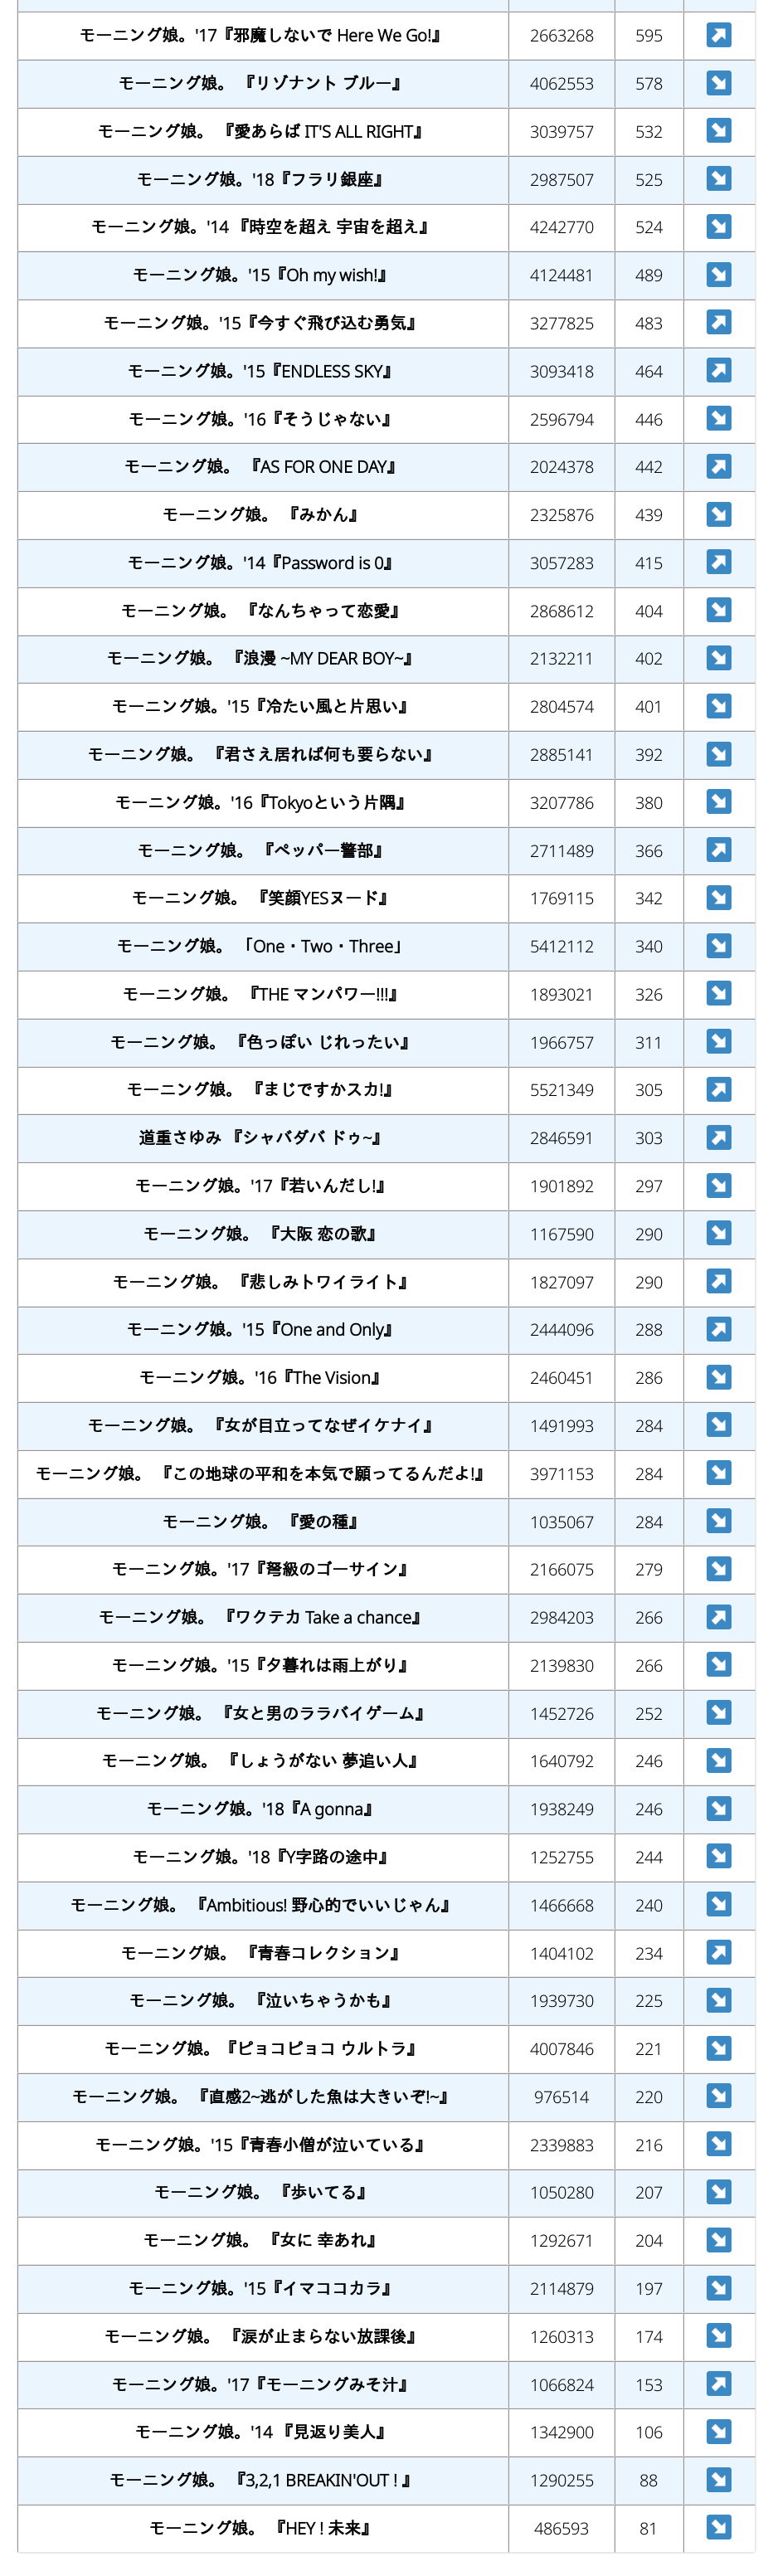 モーニング娘。'17『邪魔しないで Here We Go!』 2663268 595 ↗
モーニング娘。 『リゾナント ブルー』 4062553 578 ↘
モーニング娘。 『愛あらば IT'S ALL RIGHT』 3039757 532 ↘
モーニング娘。'18『フラリ銀座』 2987507 525 ↘
モーニング娘。'14 『時空を超え 宇宙を超え』 4242770 524 ↘
モーニング娘。'15『Oh my wish!』 4124481 489 ↘
モーニング娘。'15『今すぐ飛び込む勇気』 3277825 483 ↗
モーニング娘。'15『ENDLESS SKY』 3093418 464 ↗
モーニング娘。'16『そうじゃない』 2596794 446 ↘
モーニング娘。 『AS FOR ONE DAY』 2024378 442 ↗
モーニング娘。 『みかん』 2325876 439 ↘
モーニング娘。'14『Password is 0』 3057283 415 ↗
モーニング娘。 『なんちゃって恋愛』 2868612 404 ↘
モーニング娘。 『浪漫 ~MY DEAR BOY~』 2132211 402 ↘
モーニング娘。'15『冷たい風と片思い』 2804574 401 ↘
モーニング娘。 『君さえ居れば何も要らない』 2885141 392 ↘
モーニング娘。'16『Tokyoという片隅』 3207786 380 ↘
モーニング娘。 『ペッパー警部』 2711489 366 ↗
モーニング娘。 『笑顔YESヌード』 1769115 342 ↘
モーニング娘。 「One・Two・Three」 5412112 340 ↘
モーニング娘。 『THE マンパワー!!!』 1893021 326 ↘
モーニング娘。 『色っぽい じれったい』 1966757 311 ↘
モーニング娘。 『まじですかスカ!』 5521349 305 ↗
道重さゆみ 『シャバダバ ドゥ~』 2846591 303 ↗
モーニング娘。'17『若いんだし!』 1901892 297 ↘
モーニング娘。 『大阪 恋の歌』 1167590 290 ↘
モーニング娘。 『悲しみトワイライト』 1827097 290 ↗
モーニング娘。'15『One and Only』 2444096 288 ↗
モーニング娘。'16『The Vision』 2460451 286 ↘
モーニング娘。 『女が目立ってなぜイケナイ』 1491993 284 ↘
モーニング娘。 『この地球の平和を本気で願ってるんだよ!』 3971153 284 ↘
モーニング娘。 『愛の種』 1035067 284 ↘
モーニング娘。'17『弩級のゴーサイン』 2166075 279 ↘
モーニング娘。 『ワクテカ Take a chance』 2984203 266 ↗
モーニング娘。'15『夕暮れは雨上がり』 2139830 266 ↘
モーニング娘。 『女と男のララバイゲーム』 1452726 252 ↘
モーニング娘。 『しょうがない 夢追い人』 1640792 246 ↘
モーニング娘。'18『A gonna』 1938249 246 ↘
モーニング娘。'18『Y字路の途中』 1252755 244 ↘
モーニング娘。 『Ambitious! 野心的でいいじゃん』 1466668 240 ↘
モーニング娘。 『青春コレクション』 1404102 234 ↗
モーニング娘。 『泣いちゃうかも』 1939730 225 ↘
モーニング娘。『ピョコピョコ ウルトラ』 4007846 221 ↘
モーニング娘。 『直感2~逃がした魚は大きいぞ!~』 976514 220 ↘
モーニング娘。'15『青春小僧が泣いている』 2339883 216 ↘
モーニング娘。 『歩いてる』 1050280 207 ↘
モーニング娘。 『女に 幸あれ』 1292671 204 ↘
モーニング娘。'15『イマココカラ』 2114879 197 ↘
モーニング娘。 『涙が止まらない放課後』 1260313 174 ↘
モーニング娘。'17『モーニングみそ汁』 1066824 153 ↗
モーニング娘。'14 『見返り美人』 1342900 106 ↘
モーニング娘。 『3,2,1 BREAKIN'OUT ! 』 1290255 88 ↘
モーニング娘。 『HEY ! 未来』 486593 81 ↘